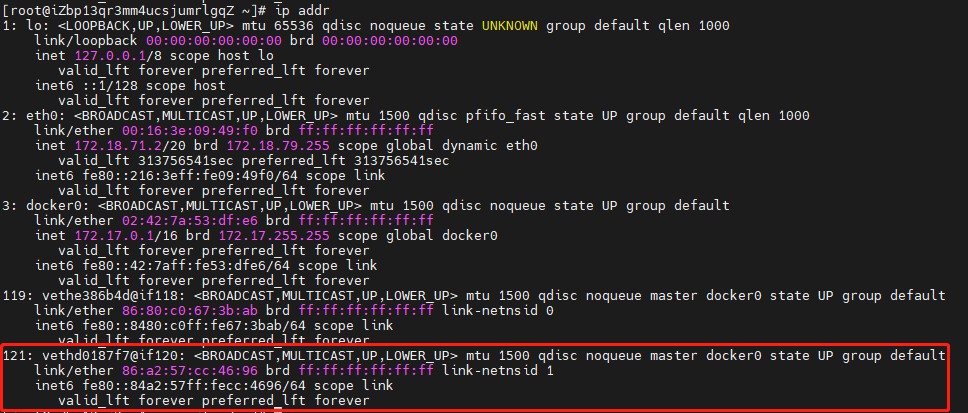 [root@iZbp13qr3mm4ucsjumrlgqZ ~]# ip addr
1: lo: <LOOPBACK,UP,LOWER_UP> mtu 65536 qdisc noqueue state UNKNOWN group default qlen 1000
link/loopback 00:00:00:00:00:00 brd 00:00:00:00:00:00
inet 127.0.0.1/8 scope host lo
valid_lft forever preferred_lft forever
inet6 ::1/128 scope host
valid_lft forever preferred_lft forever
2: eth0: <BROADCAST,MULTICAST,UP,LOWER_UP> mtu 1500 qdisc pfifo_fast state UP group default qlen 1000
link/ether 00:16:3e:09:49:f0 brd ff:ff:ff:ff:ff:ff
inet 172.18.71.2/20 brd 172.18.79.255 scope global dynamic eth0
valid_lft 313756541sec preferred_lft 313756541sec
inet6 fe80::216:3eff:fe09:49f0/64 scope link
valid_lft forever preferred_lft forever
3: docker0: <BROADCAST,MULTICAST,UP,LOWER_UP> mtu 1500 qdisc noqueue state UP group default
link/ether 02:42:7a:53:df:e6 brd ff:ff:ff:ff:ff:ff
inet 172.17.0.1/16 brd 172.17.255.255 scope global docker0
valid_lft forever preferred_lft forever
inet6 fe80::42:7aff:fe53:dfe6/64 scope link
valid_lft forever preferred_lft forever
119: vethe386b4d@if118: <BROADCAST,MULTICAST,UP,LOWER_UP> mtu 1500 qdisc noqueue master docker0 state UP group default
link/ether 86:80:c0:67:3b:ab brd ff:ff:ff:ff:ff:ff link-netnsid 0
inet6 fe80::8480:c0ff:fe67:3bab/64 scope link
valid_lft forever preferred_lft forever
121: vethd0187f7@if120: <BROADCAST,MULTICAST,UP,LOWER_UP> mtu 1500 qdisc noqueue master docker0 state UP group default
link/ether 86:a2:57:cc:46:96 brd ff:ff:ff:ff:ff:ff link-netnsid 1
inet6 fe80::84a2:57ff:fecc:4696/64 scope link
valid_lft forever preferred_lft forever